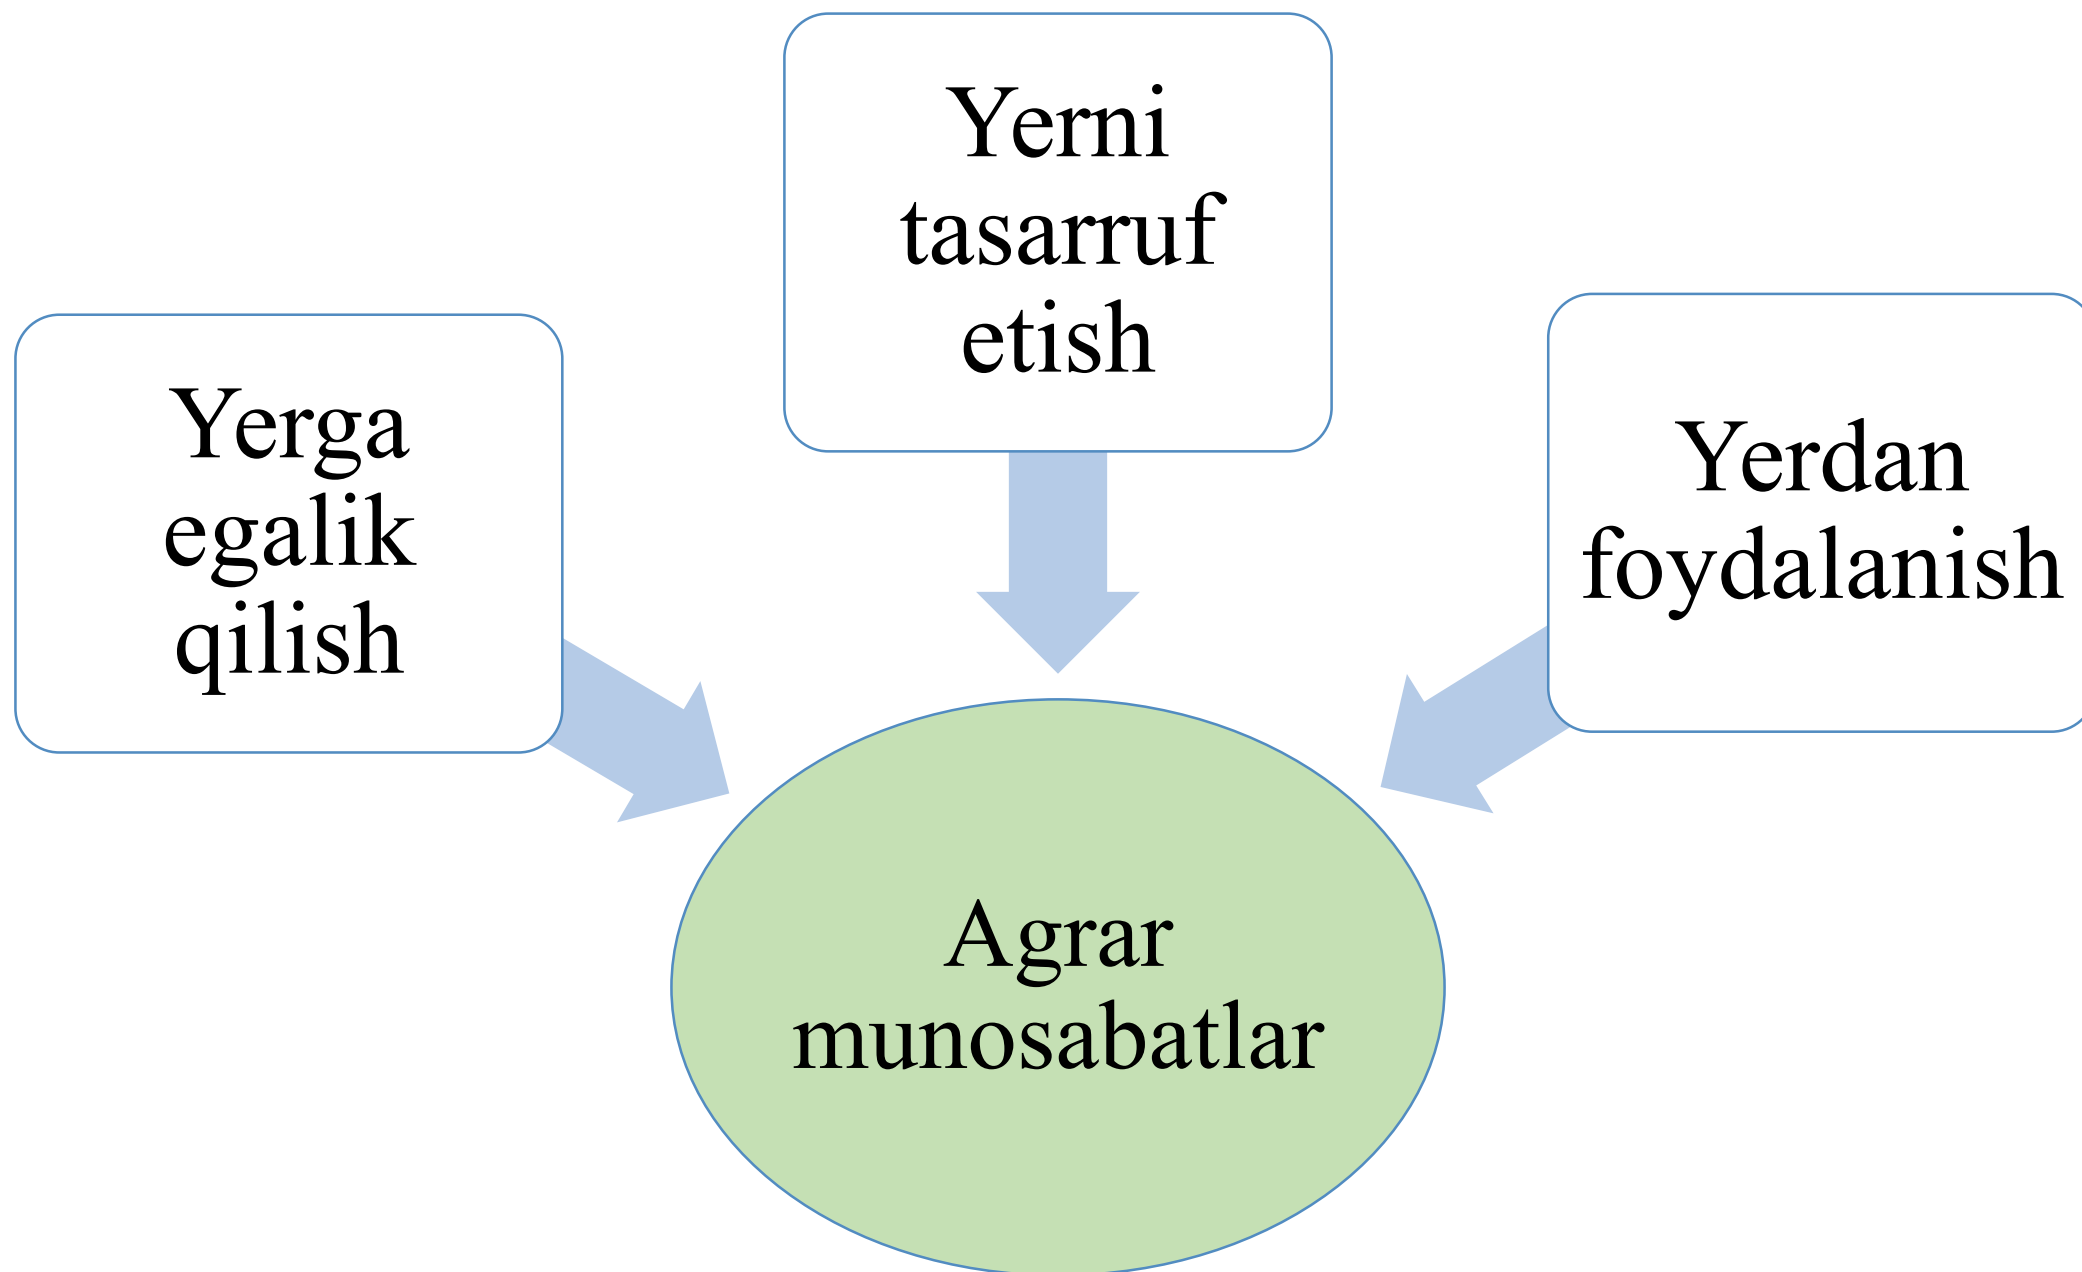 Yerga
egalik
qilish
Yerni
tasarruf
etish
Yerdan
foydalanish
Agrar
munosabatlar